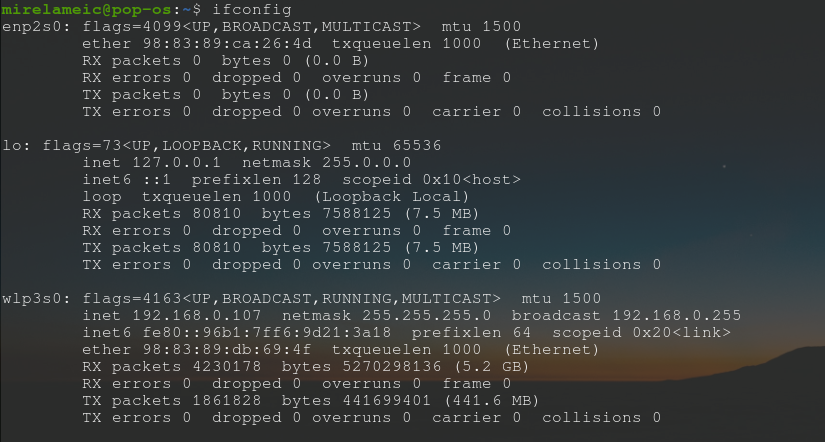 mirelameic@pop-os:~$ ifconfig
enp2s0: flags=4099<UP,BROADCAST,MULTICAST>  mtu 1500
        ether 98:83:89:ca:26:4d  txqueuelen 1000  (Ethernet)
        RX packets 0  bytes 0 (0.0 B)
        RX errors 0  dropped 0  overruns 0  frame 0
        TX packets 0  bytes 0 (0.0 B)
        TX errors 0  dropped 0 overruns 0  carrier 0  collisions 0

lo: flags=73<UP,LOOPBACK,RUNNING>  mtu 65536
        inet 127.0.0.1  netmask 255.0.0.0
        inet6 ::1  prefixlen 128  scopeid 0x10<host>
        loop  txqueuelen 1000  (Loopback Local)
        RX packets 80810  bytes 7588125 (7.5 MB)
        RX errors 0  dropped 0  overruns 0  frame 0
        TX packets 80810  bytes 7588125 (7.5 MB)
        TX errors 0  dropped 0 overruns 0  carrier 0  collisions 0

wlp3s0: flags=4163<UP,BROADCAST,RUNNING,MULTICAST>  mtu 1500
        inet 192.168.0.107  netmask 255.255.255.0  broadcast 192.168.0.255
        inet6 fe80::96b1:7ff6:9d21:3a18  prefixlen 64  scopeid 0x20<link>
        ether 98:83:89:db:69:4f  txqueuelen 1000  (Ethernet)
        RX packets 4230178  bytes 5270298136 (5.2 GB)
        RX errors 0  dropped 0  overruns 0  frame 0
        TX packets 1861828  bytes 441699401 (441.6 MB)
        TX errors 0  dropped 0 overruns 0  carrier 0  collisions 0